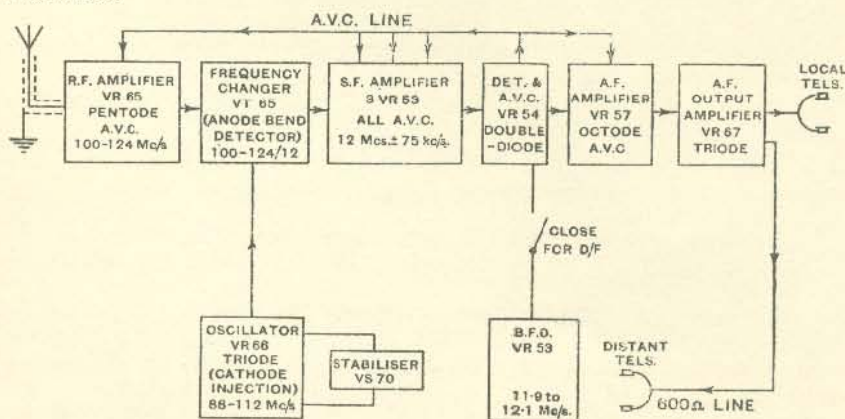 A.V.C. LINE
R.F. AMPLIFIER
VR 65
PENTODE
A.V.C.
100-124 Mc/s
FREQUENCY
CHANGER
VT 65
(ANODE BEND
DETECTOR)
100-124/12
S.F. AMPLIFIER
3 VR 53
ALL A.V.C.
12 Mcs.± 75 kc/s.
DET. &
A.V.C.
VR 54
DOUBLE
-DIODE
A.F.
AMPLIFIER
VR 57
OCTODE
A.V.C
A.F.
OUTPUT
AMPLIFIER
VR 67
TRIODE
LOCAL
TELS.
CLOSE
FOR D/F
OSCILLATOR
VR 66
TRIODE
(CATHODE
INJECTION)
88-112 Mc/s
STABILISER
VS 70
B.F.O.
VR 53
11·9 to
12·1 Mc/s.
DISTANT
TELS.
600Ω LINE